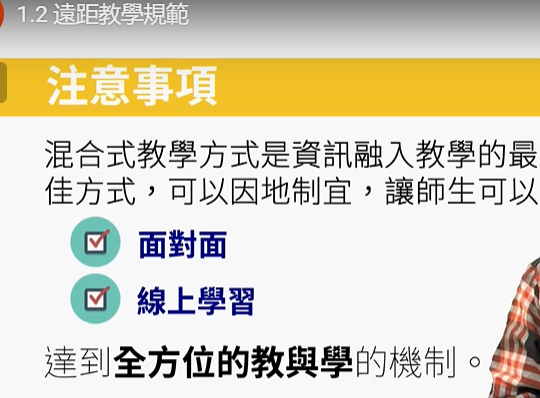 1.2 遠距教學規範
注意事項
混合式教學方式是資訊融入教學的最
佳方式，可以因地制宜，讓師生可以
面對面
線上學習
達到全方位的教與學的機制。